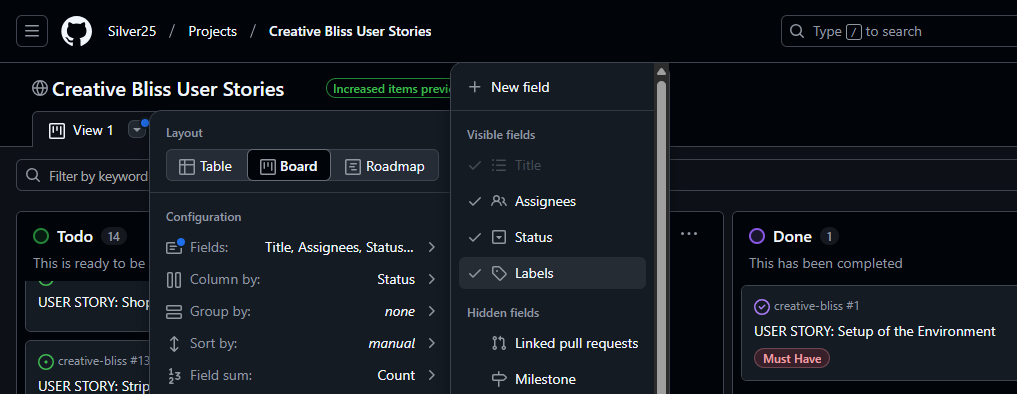 Silver25 / Projects / Creative Bliss User Stories
Type / to search
Creative Bliss User Stories
Increased items previ
View 1
Filter by keyword
Layout
Table
Board
Roadmap
Configuration
Fields: Title, Assignees, Status...
Column by: Status
Group by: none
Sort by: manual
Field sum: Count
New field
Visible fields
Title
Assignees
Status
Labels
Hidden fields
Linked pull requests
Milestone
Todo 14
This is ready to be
USER STORY: Shop
creative-bliss #13
USER STORY: Strip
Done 1
This has been completed
creative-bliss #1
USER STORY: Setup of the Environment
Must Have